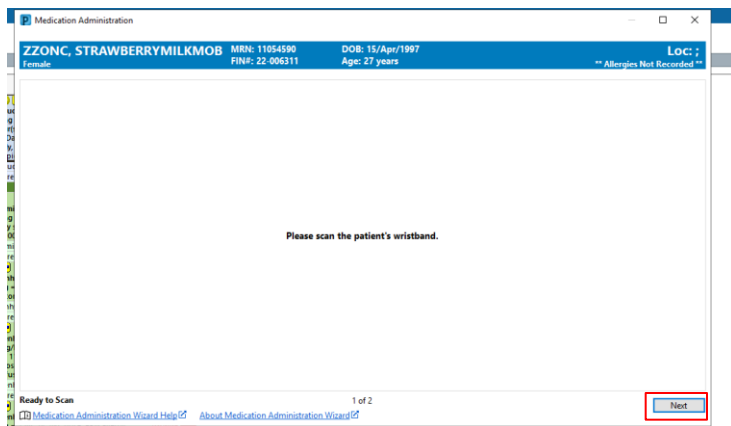 Medication Administration
ZZONC, STRAWBERRYMILKMOB MRN: 11054590 DOB: 15/Apr/1997 Loc: ;
Female FIN#: 22-006311 Age: 27 years ** Allergies Not Recorded **
Please scan the patient's wristband.
Ready to Scan 1 of 2 Next
Medication Administration Wizard Help About Medication Administration Wizard